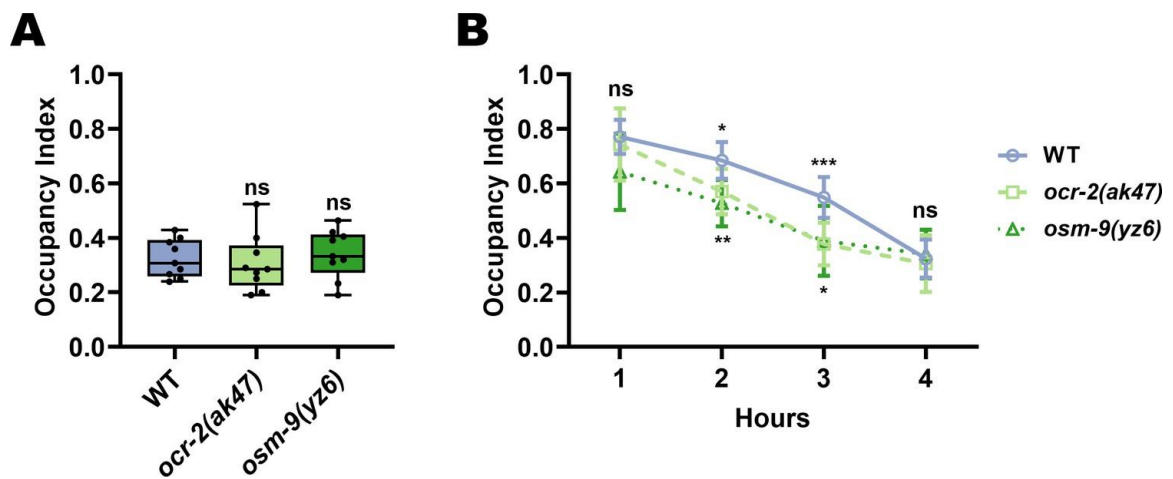 A
Occupancy Index
1.0
0.8
0.6
0.4
0.2
0.0
ns
ns
WT
ocr-2(ak47)
osm-9(yz6)
B
Occupancy Index
1.0
0.8
0.6
0.4
0.2
0.0
ns
*
***
ns
**
*
1 2 3 4
Hours
WT
ocr-2(ak47)
osm-9(yz6)